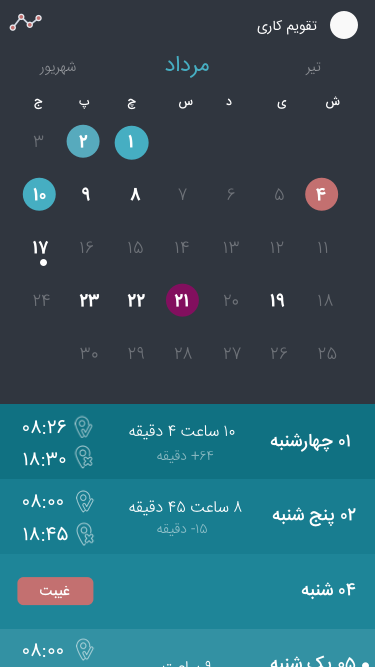 تقویم کاری
تیر مرداد شهریور
ش ی د س چ پ ج
۱ ۲ ۳
۴ ۵ ۶ ۷ ۸ ۹ ۱۰
۱۱ ۱۲ ۱۳ ۱۴ ۱۵ ۱۶ ۱۷
۱۸ ۱۹ ۲۰ ۲۱ ۲۲ ۲۳ ۲۴
۲۵ ۲۶ ۲۷ ۲۸ ۲۹ ۳۰
۰۱ چهارشنبه
۱۰ ساعت ۴ دقیقه
۶۴+ دقیقه
۰۸:۲۶
۱۸:۳۰
۰۲ پنج شنبه
۸ ساعت ۴۵ دقیقه
۱۵- دقیقه
۰۸:۰۰
۱۸:۴۵
۰۴ شنبه
غیبت
۰۵ یک شنبه
۹ ساعت
۰۸:۰۰